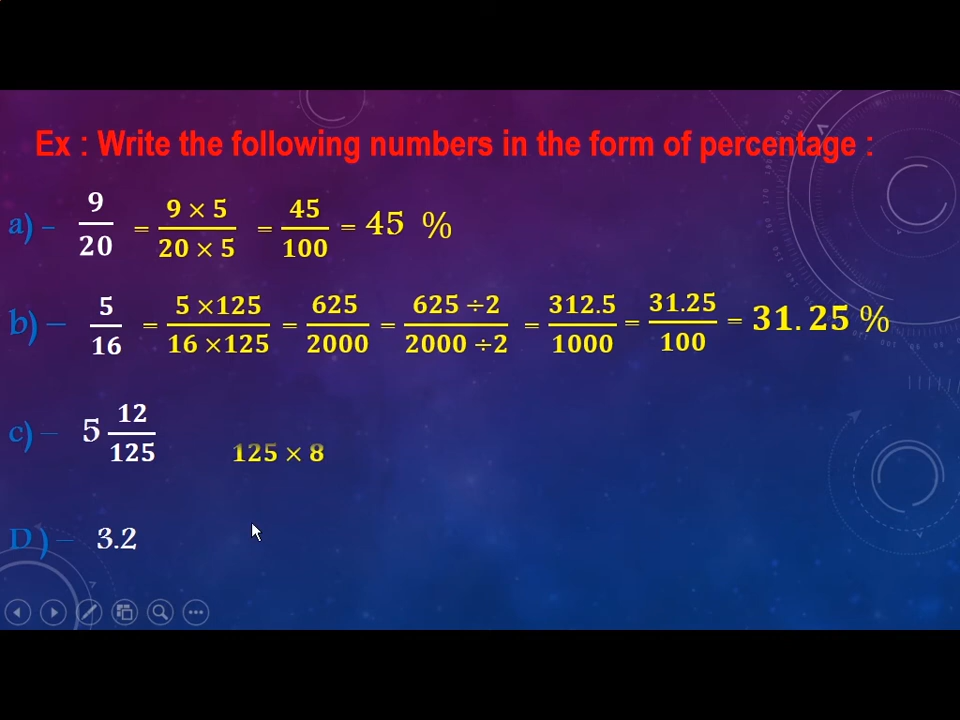 Ex : Write the following numbers in the form of percentage :
a) – 9/20 = 9 × 5 / 20 × 5 = 45/100 = 45 %
b) – 5/16 = 5 ×125 / 16 ×125 = 625/2000 = 625 ÷2 / 2000 ÷2 = 312.5/1000 = 31.25/100 = 31.25 %
c) – 5 12/125 125 × 8
D ) – 3.2